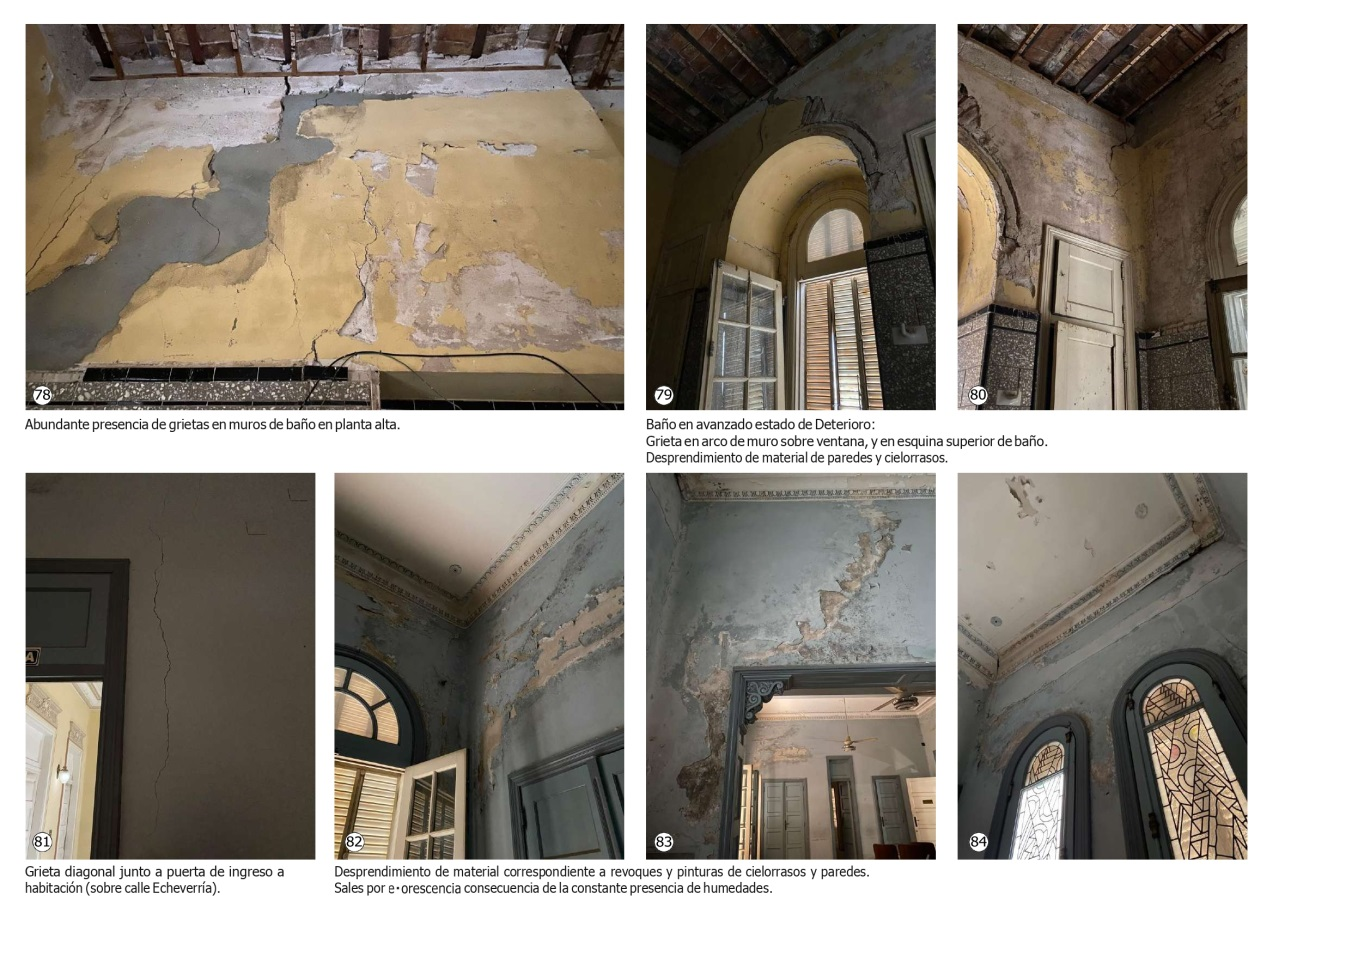 78
79
80
Abundante presencia de grietas en muros de baño en planta alta.
Baño en avanzado estado de Deterioro:
Grieta en arco de muro sobre ventana, y en esquina superior de baño.
Desprendimiento de material de paredes y cielorrasos.
A
81
82
83
84
Grieta diagonal junto a puerta de ingreso a
habitación (sobre calle Echeverría).
Desprendimiento de material correspondiente a revoques y pinturas de cielorrasos y paredes.
Sales por e•orescencia consecuencia de la constante presencia de humedades.